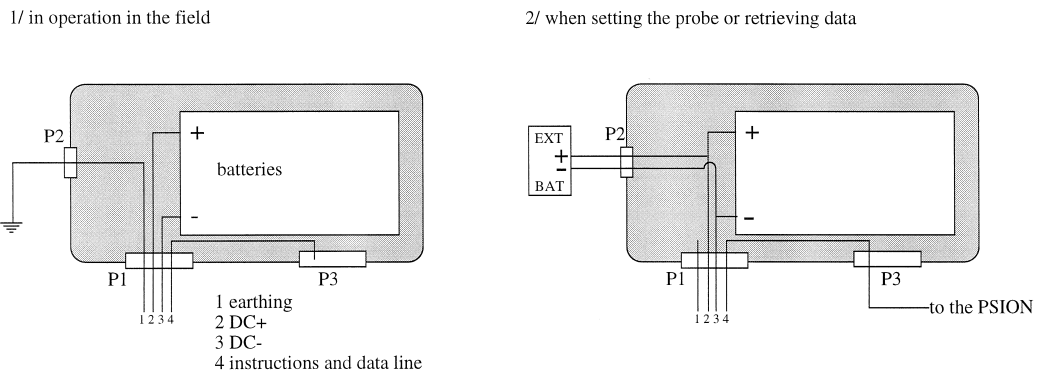 1/ in operation in the field
P2
+
batteries
-
P1
P3
1 2 3 4
1 earthing
2 DC+
3 DC-
4 instructions and data line
2/ when setting the probe or retrieving data
EXT
+
-
BAT
P2
+
-
P1
P3
1 2 3 4
to the PSION